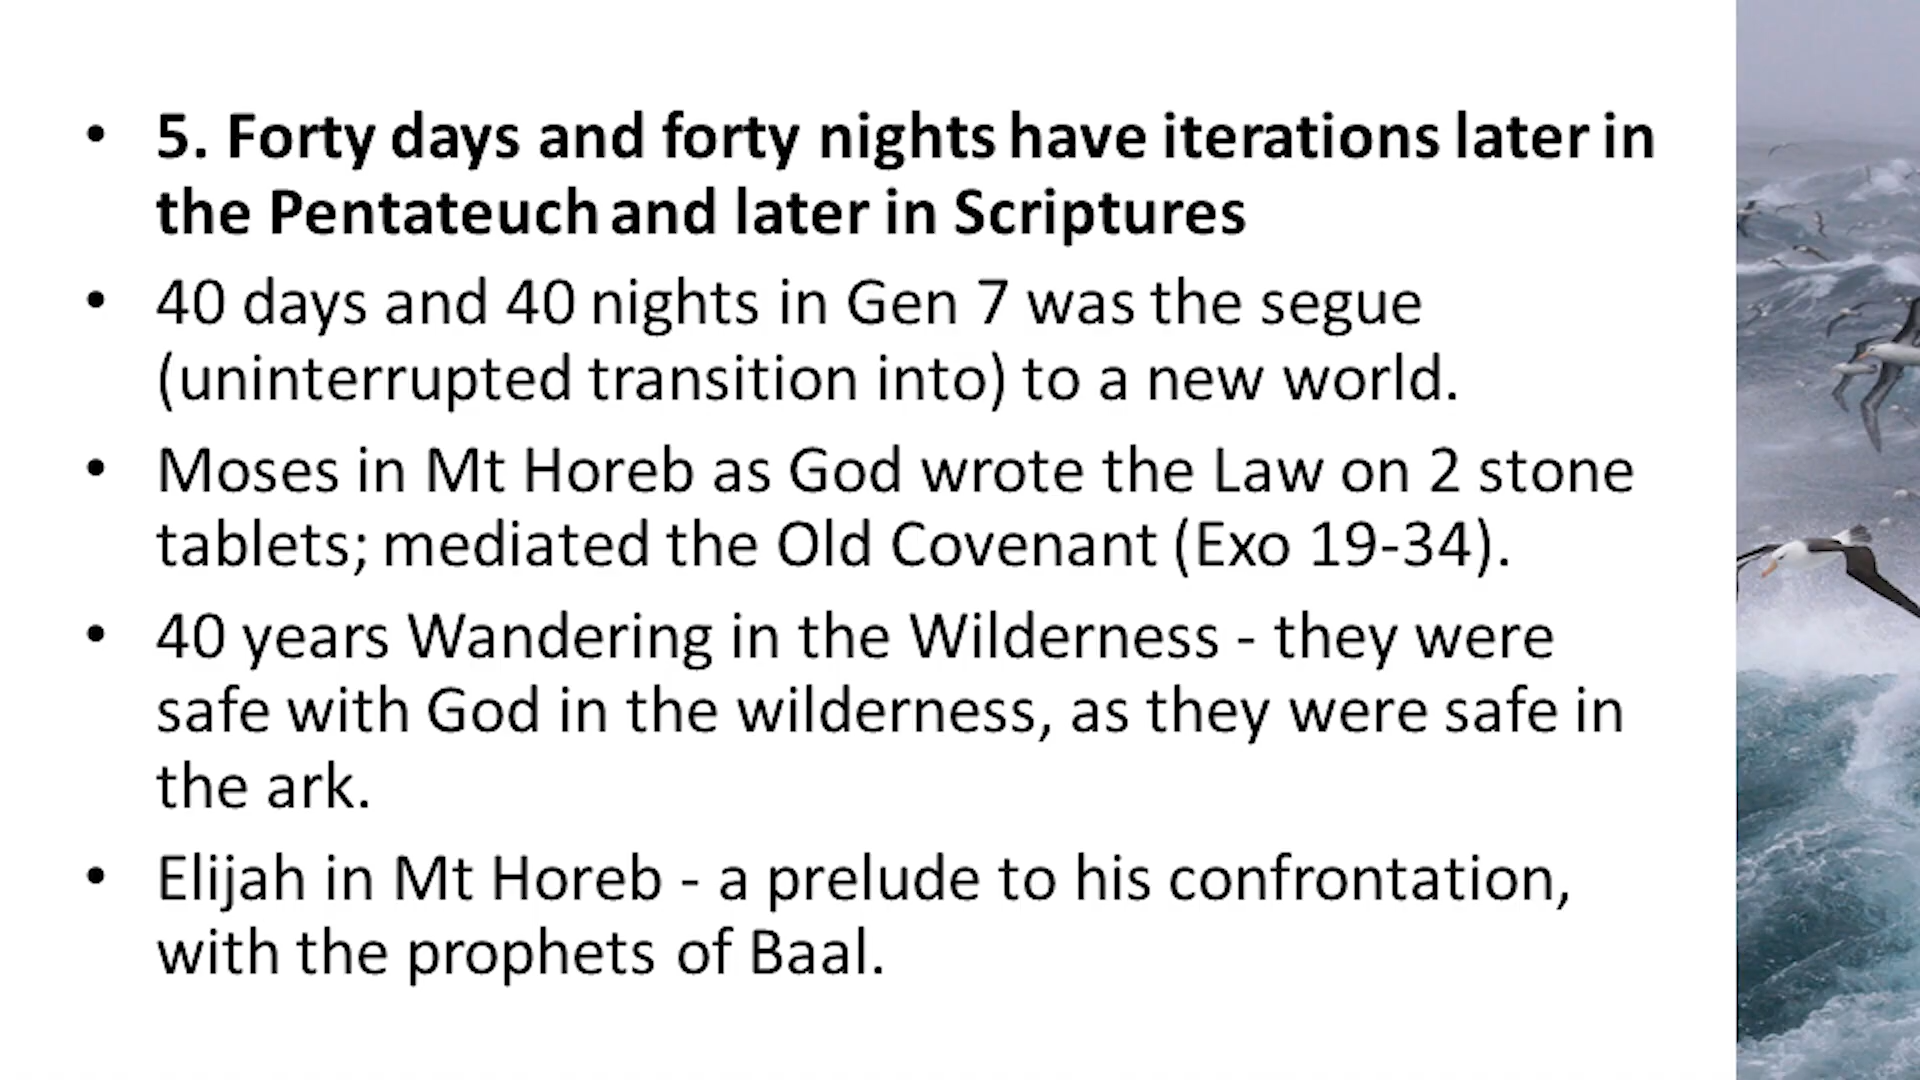 • 5. Forty days and forty nights have iterations later in
the Pentateuch and later in Scriptures
• 40 days and 40 nights in Gen 7 was the segue
(uninterrupted transition into) to a new world.
• Moses in Mt Horeb as God wrote the Law on 2 stone
tablets; mediated the Old Covenant (Exo 19-34).
• 40 years Wandering in the Wilderness - they were
safe with God in the wilderness, as they were safe in
the ark.
• Elijah in Mt Horeb - a prelude to his confrontation,
with the prophets of Baal.